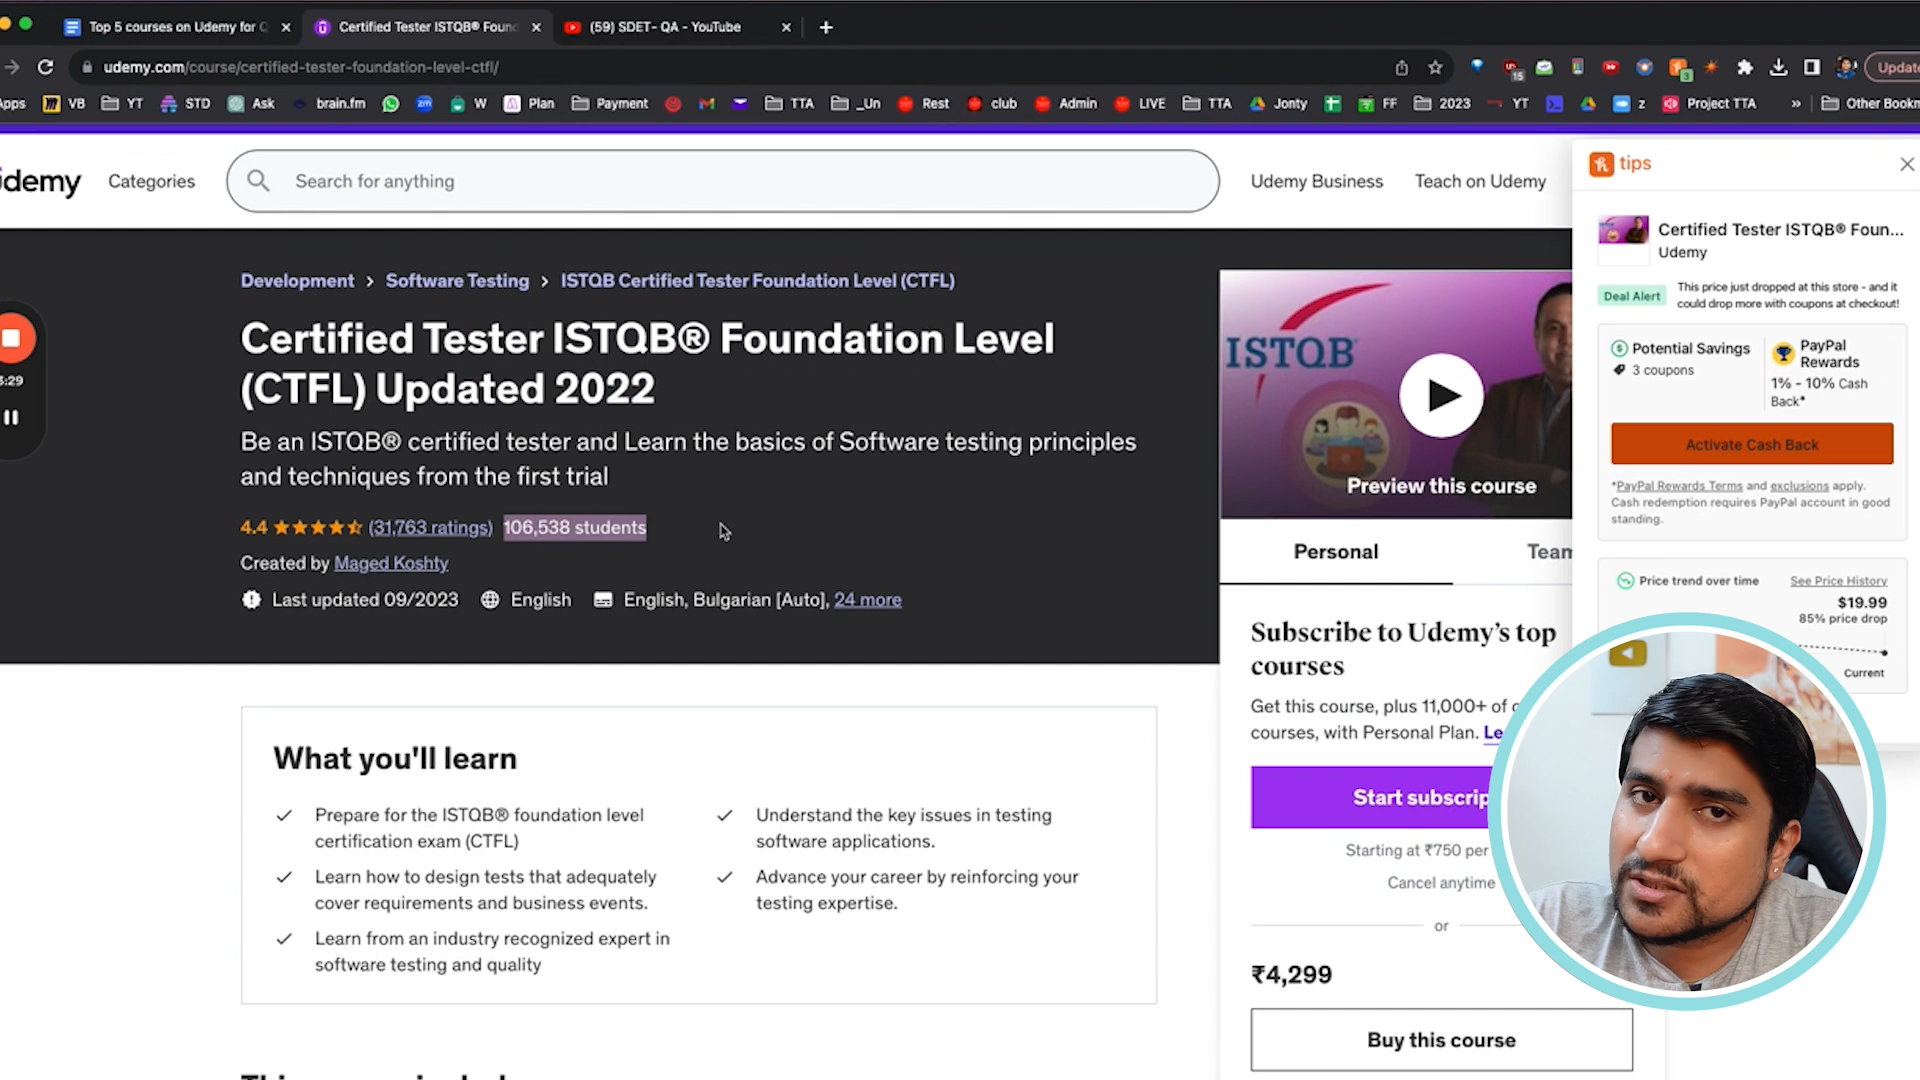 Top 5 courses on Udemy for Q
Certified Tester ISTQB® Found
(59) SDET- QA - YouTube
udemy.com/course/certified-tester-foundation-level-ctfl/
15
3
Update
Apps
VB
YT
STD
Ask
brain.fm
W
Plan
Payment
TTA
_Un
Rest
club
Admin
LIVE
TTA
Jonty
FF
2023
YT
z
Project TTA
»
Other Bookm
udemy
Categories
Search for anything
Udemy Business
Teach on Udemy
tips
Certified Tester ISTQB® Foun...
Udemy
Deal Alert
This price just dropped at this store - and it
could drop more with coupons at checkout!
Potential Savings
3 coupons
PayPal
Rewards
1% - 10% Cash
Back*
Activate Cash Back
*PayPal Rewards Terms and exclusions apply.
Cash redemption requires PayPal account in good
standing.
Price trend over time
See Price History
$19.99
85% price drop
Current
Development > Software Testing > ISTQB Certified Tester Foundation Level (CTFL)
Certified Tester ISTQB® Foundation Level
(CTFL) Updated 2022
Be an ISTQB® certified tester and Learn the basics of Software testing principles
and techniques from the first trial
4.4 (31,763 ratings) 106,538 students
Created by Maged Koshty
Last updated 09/2023 English English, Bulgarian [Auto], 24 more
:29
ISTQB
Preview this course
Personal
Team
Subscribe to Udemy's top
courses
Get this course, plus 11,000+ of
courses, with Personal Plan. Le
Start subscrip
Starting at ₹750 per
Cancel anytime
or
₹4,299
Buy this course
What you'll learn
Prepare for the ISTQB® foundation level
certification exam (CTFL)
Learn how to design tests that adequately
cover requirements and business events.
Learn from an industry recognized expert in
software testing and quality
Understand the key issues in testing
software applications.
Advance your career by reinforcing your
testing expertise.